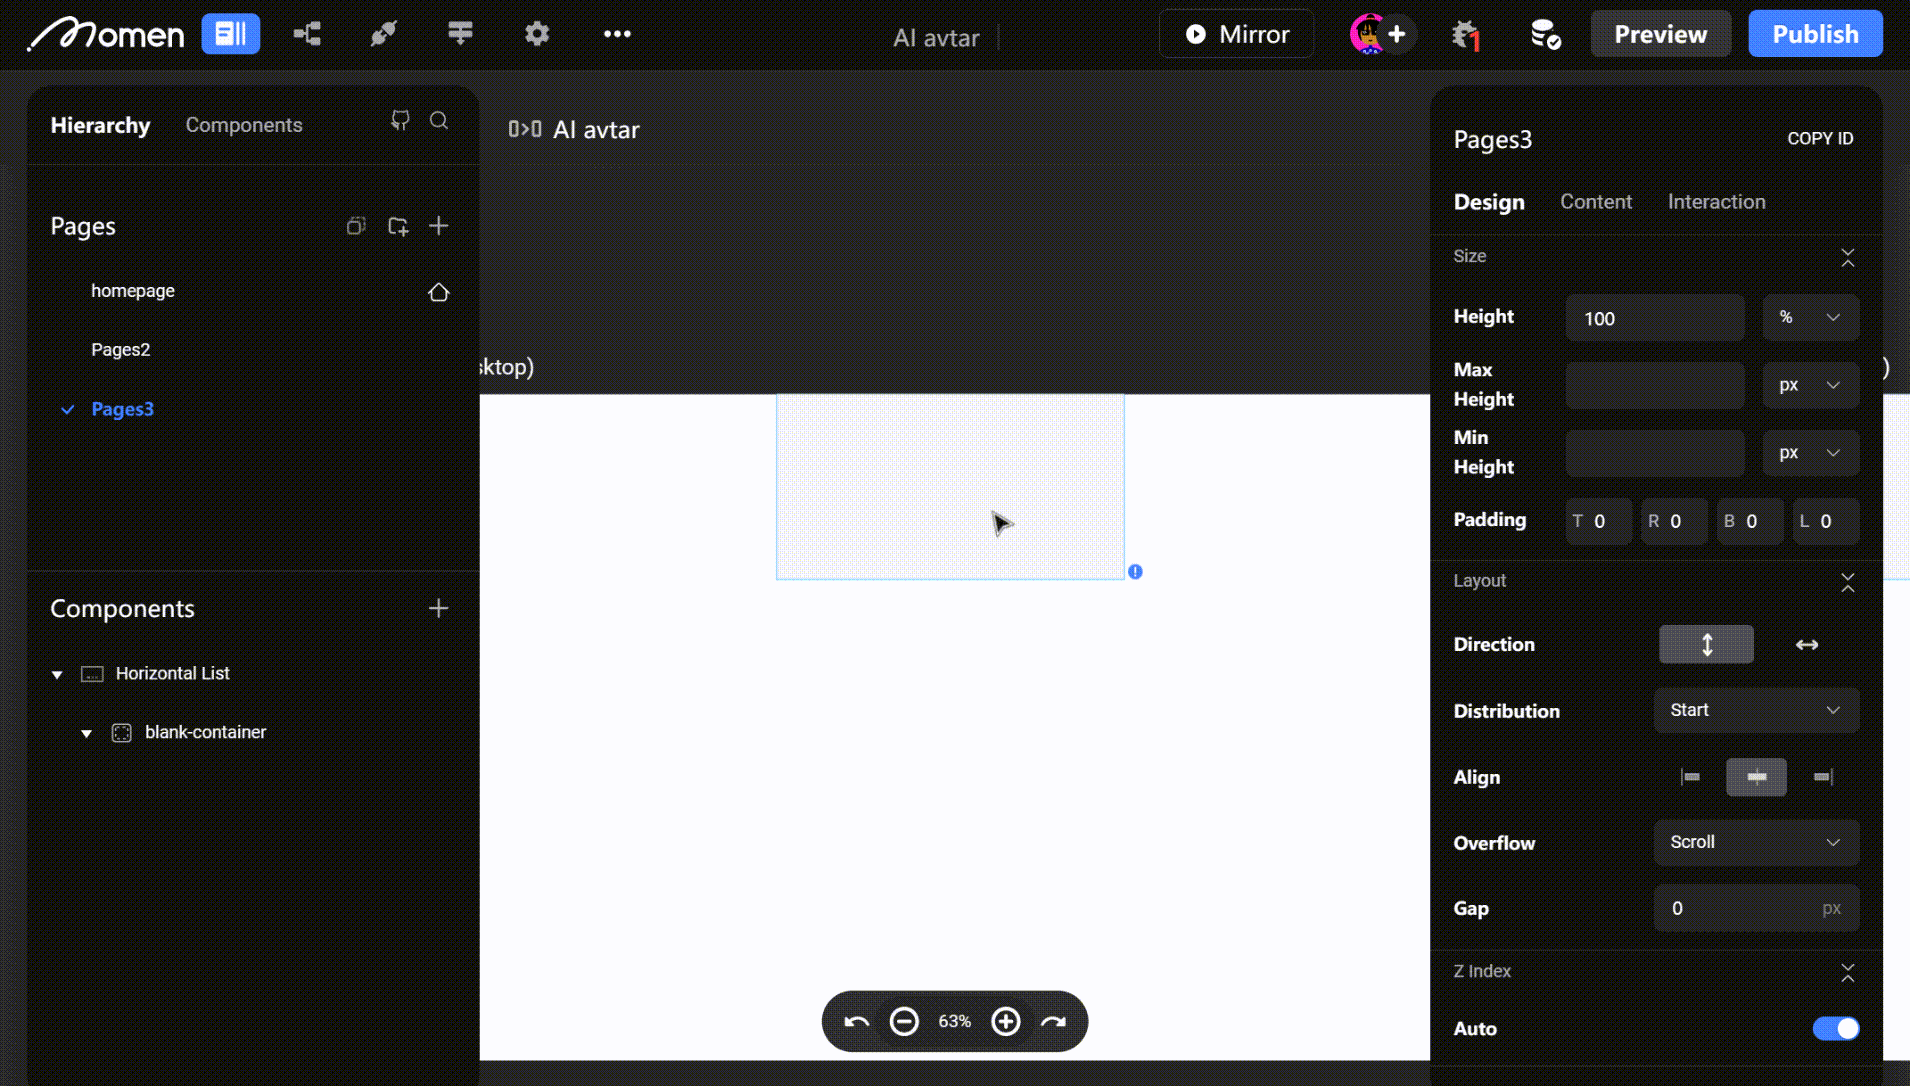 Momen
AI avtar
Mirror
1
Preview
Publish
Hierarchy
Components
AI avtar
Pages
homepage
Pages2
Pages3
Components
Horizontal List
blank-container
sktop)
)
63%
Pages3
COPY ID
Design
Content
Interaction
Size
Height
100
%
Max
Height
px
Min
Height
px
Padding
T 0
R 0
B 0
L 0
Layout
Direction
Distribution
Start
Align
Overflow
Scroll
Gap
0
px
Z Index
Auto